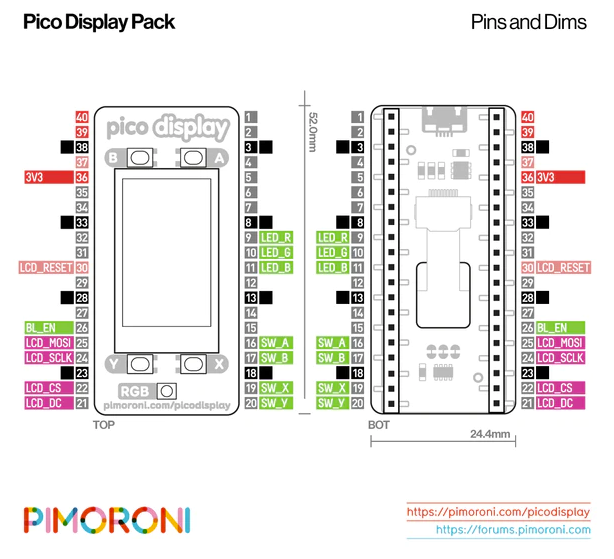 Pico Display Pack
Pins and Dims
pico display
B
A
Y
X
RGB
pimoroni.com/picodisplay
40
39
38
37
3V3 36
35
34
33
32
31
LCD_RESET 30
29
28
27
BL_EN 26
LCD_MOSI 25
LCD_SCLK 24
23
LCD_CS 22
LCD_DC 21
1
2
3
4
5
6
7
8
9 LED_R
10 LED_G
11 LED_B
12
13
14
15
16 SW_A
17 SW_B
18
19 SW_X
20 SW_Y
TOP
52.0mm
1
2
3
4
5
6
7
8
LED_R 9
LED_G 10
LED_B 11
12
13
14
15
SW_A 16
SW_B 17
18
SW_X 19
SW_Y 20
40
39
38
37
36 3V3
35
34
33
32
31
30 LCD_RESET
29
28
27
26 BL_EN
25 LCD_MOSI
24 LCD_SCLK
23
22 LCD_CS
21 LCD_DC
BOT
24.4mm
PIMORONI
https://pimoroni.com/picodisplay
https://forums.pimoroni.com